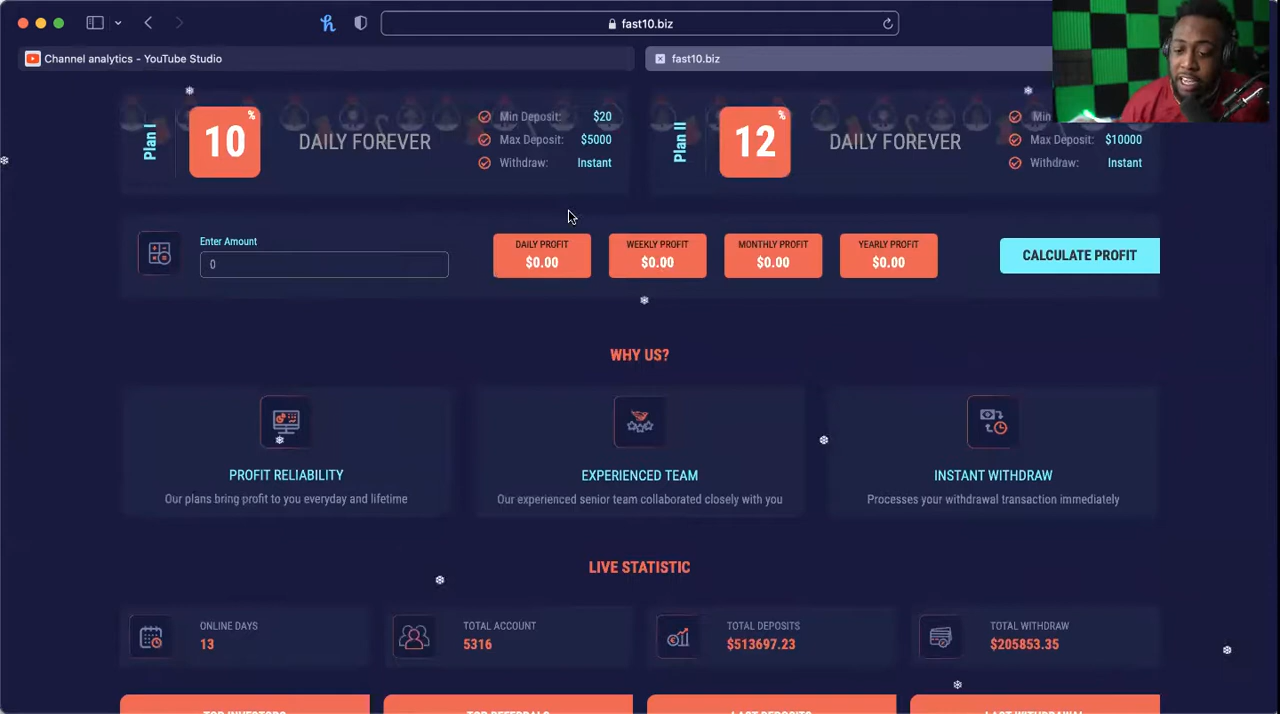 fast10.biz
Channel analytics - YouTube Studio
fast10.biz
Plan I
10
%
DAILY FOREVER
Min Deposit: $20
Max Deposit: $5000
Withdraw: Instant
Plan II
12
%
DAILY FOREVER
Max Deposit: $10000
Withdraw: Instant
Enter Amount
0
DAILY PROFIT
$0.00
WEEKLY PROFIT
$0.00
MONTHLY PROFIT
$0.00
YEARLY PROFIT
$0.00
CALCULATE PROFIT
WHY US?
PROFIT RELIABILITY
Our plans bring profit to you everyday and lifetime
EXPERIENCED TEAM
Our experienced senior team collaborated closely with you
INSTANT WITHDRAW
Processes your withdrawal transaction immediately
LIVE STATISTIC
ONLINE DAYS
13
TOTAL ACCOUNT
5316
TOTAL DEPOSITS
$513697.23
TOTAL WITHDRAW
$205853.35